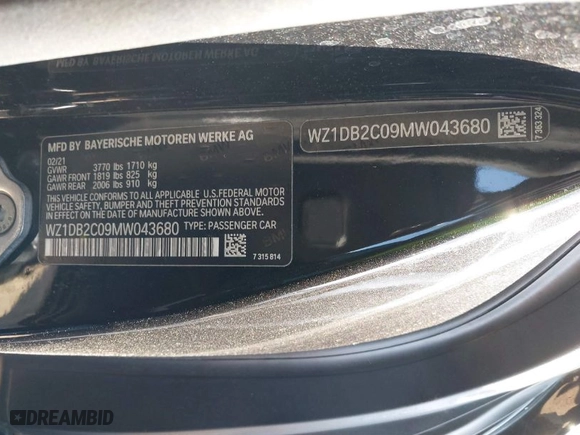 MFD BY BAYERISCHE MOTOREN WERKE AG
02/21
GVWR 3770 lbs 1710 kg
GAWR FRONT 1819 lbs 825 kg
GAWR REAR 2006 lbs 910 kg
THIS VEHICLE CONFORMS TO ALL APPLICABLE U.S.FEDERAL MOTOR
VEHICLE SAFETY, BUMPER, AND THEFT PREVENTION STANDARDS
IN EFFECT ON THE DATE OF MANUFACTURE SHOWN ABOVE.
WZ1DB2C09MW043680 TYPE: PASSENGER CAR
7 315 814
WZ1DB2C09MW043680
7 383 324
DREAMBID